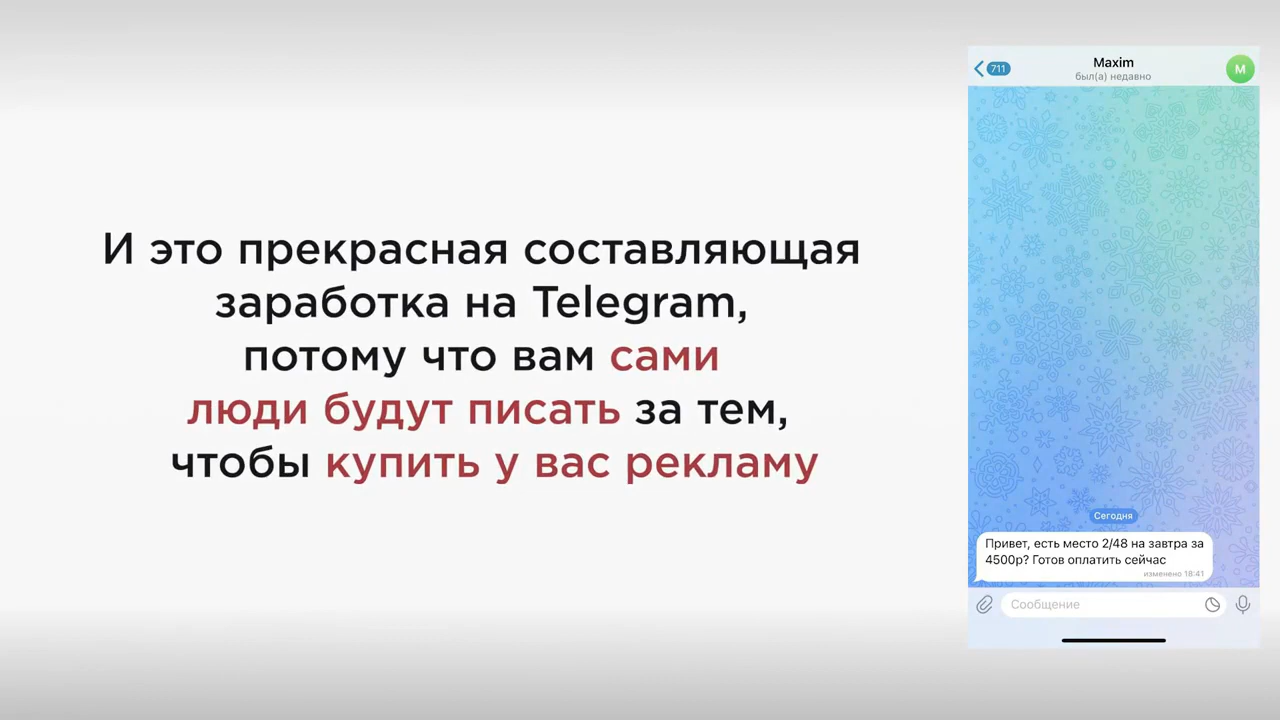 И это прекрасная составляющая
заработка на Telegram,
потому что вам сами
люди будут писать за тем,
чтобы купить у вас рекламу
711
Maxim
был(а) недавно
M
Сегодня
Привет, есть место 2/48 на завтра за
4500р? Готов оплатить сейчас
изменено 18:41
Сообщение